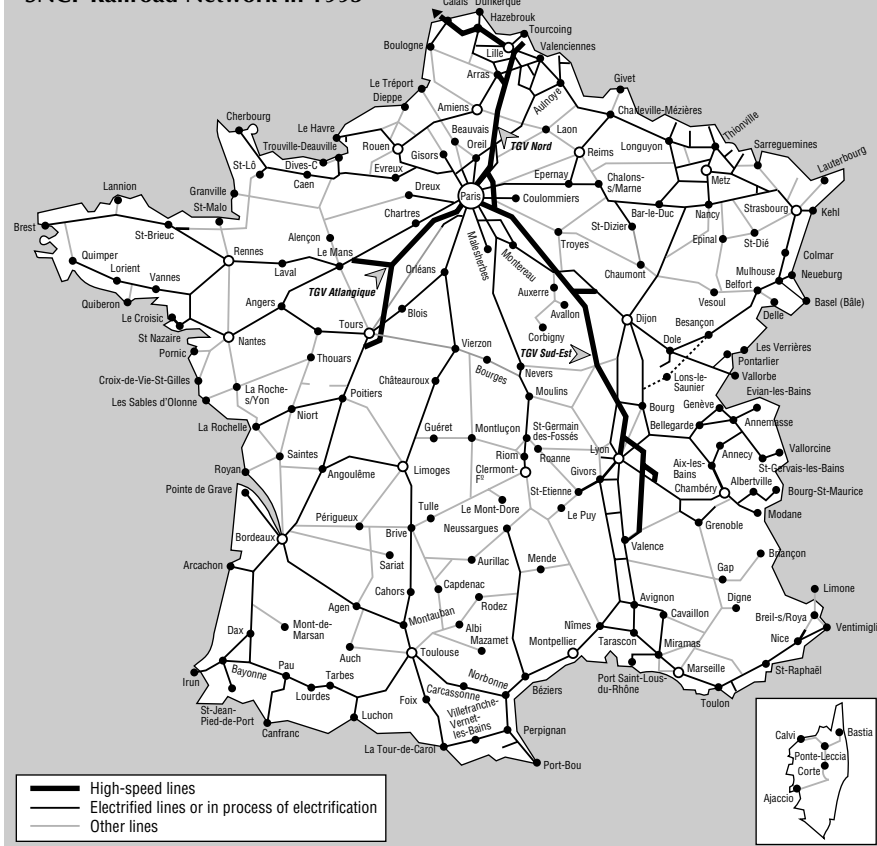 SNCF Railroad Network in 1993
Calais Dunkerque
Hazebrouk
Tourcoing
Lille
Valenciennes
Boulogne
Arras
Le Tréport
Dieppe
Aulnoye
Givet
Amiens
Charleville-Mézières
Cherbourg
Le Havre
Trouville-Deauville
Beauvais
Laon
Longuyon
Thionville
Rouen
Oreil
TGV Nord
Sarreguemines
St-Lô
Dives-C
Gisors
Reims
Lauterbourg
Caen
Evreux
Epernay
Metz
Lannion
Granville
Dreux
Paris
Chalons-
s/Marne
Coulommiers
St-Malo
Chartres
Bar-le-Duc
Nancy
Strasbourg
Kehl
Brest
St-Brieuc
Alençon
Malesherbes
Montereau
Troyes
St-Dizier
Epinal
St-Dié
Quimper
Rennes
Le Mans
Colmar
Lorient
Laval
Orléans
Chaumont
Mulhouse
Neueburg
Vannes
TGV Atlangique
Auxerre
Belfort
Quiberon
Angers
Blois
Avallon
Vesoul
Basel (Bâle)
Le Croisic
Tours
Corbigny
Dijon
Besançon
Delle
St Nazaire
Nantes
Vierzon
TGV Sud-Est
Dole
Les Verrières
Pornic
Thouars
Bourges
Nevers
Pontarlier
Croix-de-Vie-St-Gilles
Châteauroux
Lons-le-
Saunier
Vallorbe
Evian-les-Bains
Les Sables d'Olonne
La Roche-
s/Yon
Poitiers
Moulins
Bourg
Genève
Niort
Bellegarde
Annemasse
La Rochelle
Guéret
Montluçon
St-Germain
des-Fossés
Lyon
Saintes
Riom
Roanne
Aix-les-
Bains
Annecy
Vallorcine
Royan
Angoulême
Limoges
Clermont-
Fd
Givors
St-Gervais-les-Bains
Pointe de Grave
St-Etienne
Chambéry
Albertville
Bourg-St-Maurice
Tulle
Le Mont-Dore
Le Puy
Modane
Périgueux
Grenoble
Bordeaux
Brive
Neussargues
Valence
Briançon
Arcachon
Sariat
Aurillac
Mende
Gap
Cahors
Capdenac
Limone
Agen
Rodez
Avignon
Digne
Mont-de-
Marsan
Montauban
Cavaillon
Breil-s/Roya
Dax
Albi
Nîmes
Nice
Ventimiglia
Mazamet
Tarascon
Auch
Toulouse
Montpellier
Miramas
Bayonne
Pau
Norbonne
Marseille
St-Raphaël
Irun
Tarbes
Carcassonne
Béziers
Port Saint-Lous-
du-Rhône
St-Jean-
Pied-de-Port
Lourdes
Foix
Villefranche-
Vernet-
les-Bains
Toulon
Canfranc
Luchon
Perpignan
La Tour-de-Carol
Port-Bou
Calvi
Bastia
Ponte-Leccia
Corte
Ajaccio
High-speed lines
Electrified lines or in process of electrification
Other lines